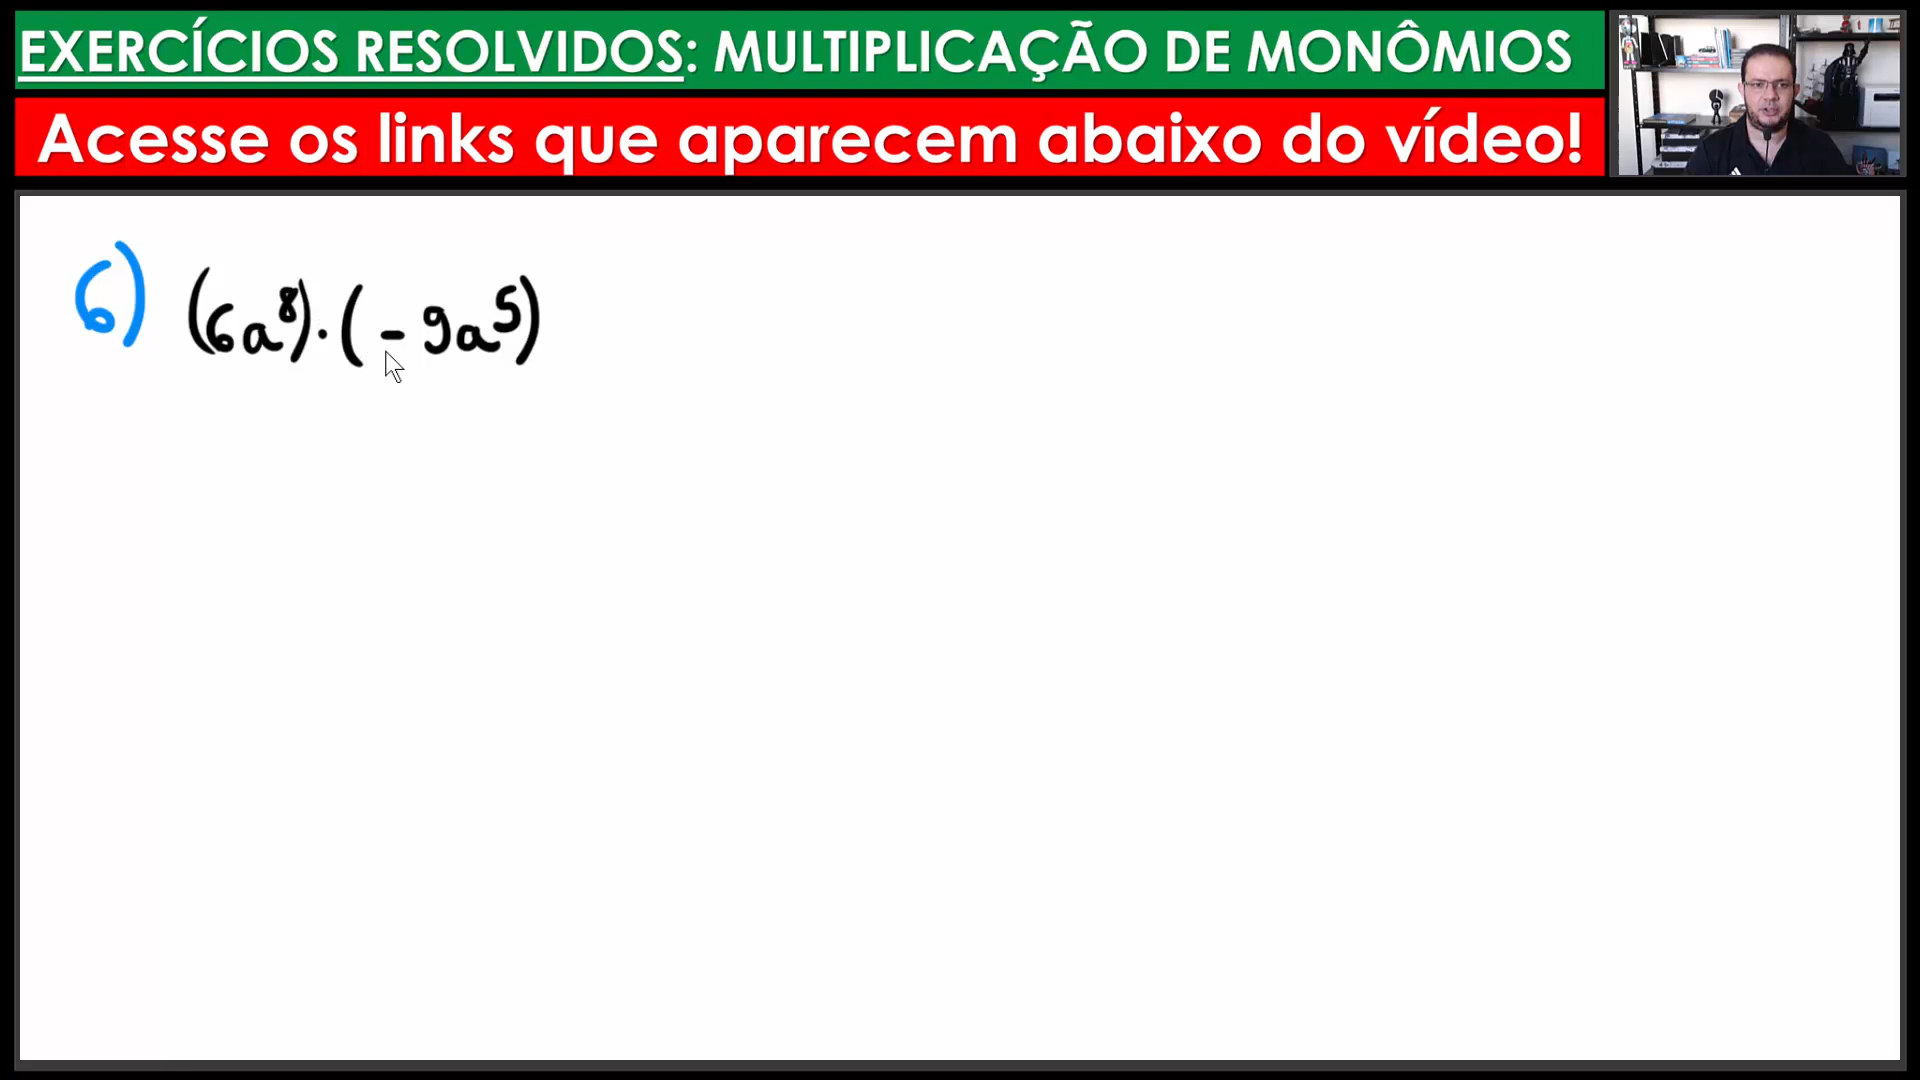 EXERCÍCIOS RESOLVIDOS: MULTIPLICAÇÃO DE MONÔMIOS
Acesse os links que aparecem abaixo do vídeo!
6) (6a⁸)·(-9a⁵)